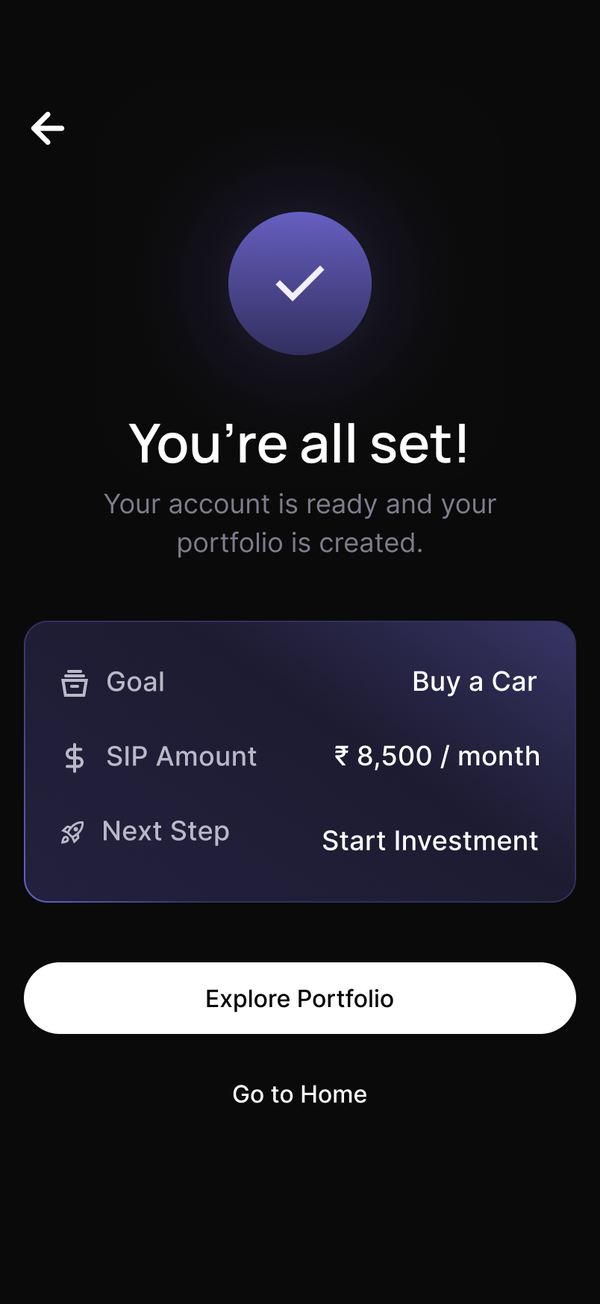 You’re all set!
Your account is ready and your
portfolio is created.
Goal Buy a Car
SIP Amount ₹ 8,500 / month
Next Step Start Investment
Explore Portfolio
Go to Home